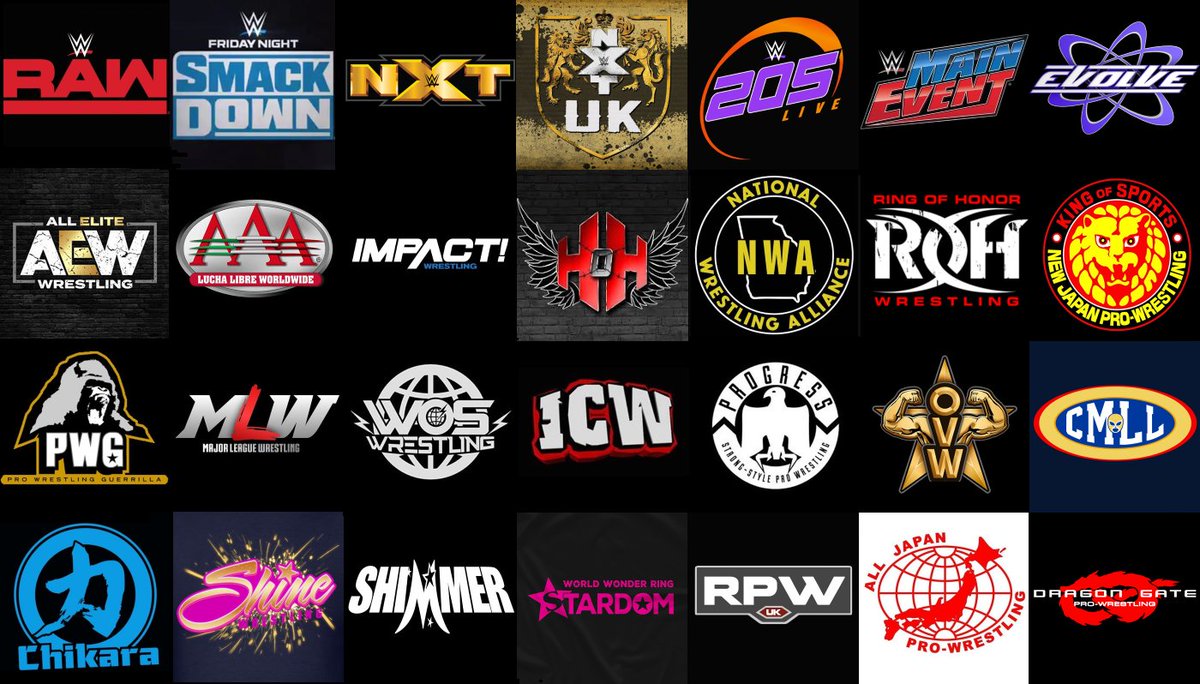 W
RAW
W
FRIDAY NIGHT
SMACK
DOWN
NXT
W
NXT
UK
W
205
LIVE
W
MAIN
EVENT
EVOLVE
ALL ELITE
AEW
WRESTLING
AAA
LUCHA LIBRE WORLDWIDE
IMPACT!
WRESTLING
HOH
NATIONAL
NWA
WRESTLING ALLIANCE
RING OF HONOR
ROH
WRESTLING
KING OF SPORTS
NEW JAPAN PRO-WRESTLING
PWG
PRO WRESTLING GUERRILLA
MLW
MAJOR LEAGUE WRESTLING
WOS
WRESTLING
ICW
PROGRESS
STRONG-STYLE PRO WRESTLING
OVW
CMLL
力
Chikara
Shine
WRESTLING
SHIMMER
WORLD WONDER RING
STARDOM
RPW
UK
ALL JAPAN
PRO-WRESTLING
DRAGON GATE
PRO-WRESTLING